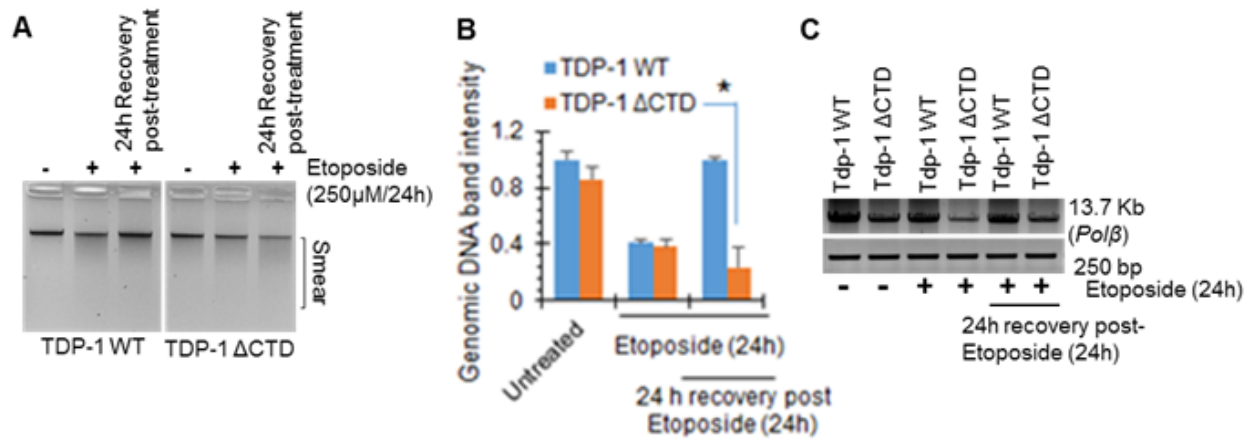 A
24h Recovery
post-treatment
24h Recovery
post-treatment
- + + - + +
Etoposide
(250µM/24h)
Smear
TDP-1 WT
TDP-1 ΔCTD
B
TDP-1 WT
TDP-1 ΔCTD
*
Genomic DNA band intensity
1.2
0.8
0.4
0
Untreated
Etoposide (24h)
24 h recovery post
Etoposide (24h)
C
Tdp-1 WT
Tdp-1 ΔCTD
Tdp-1 WT
Tdp-1 ΔCTD
Tdp-1 WT
Tdp-1 ΔCTD
13.7 Kb
(Polβ)
250 bp
- - + + + + Etoposide (24h)
24h recovery post-
Etoposide (24h)